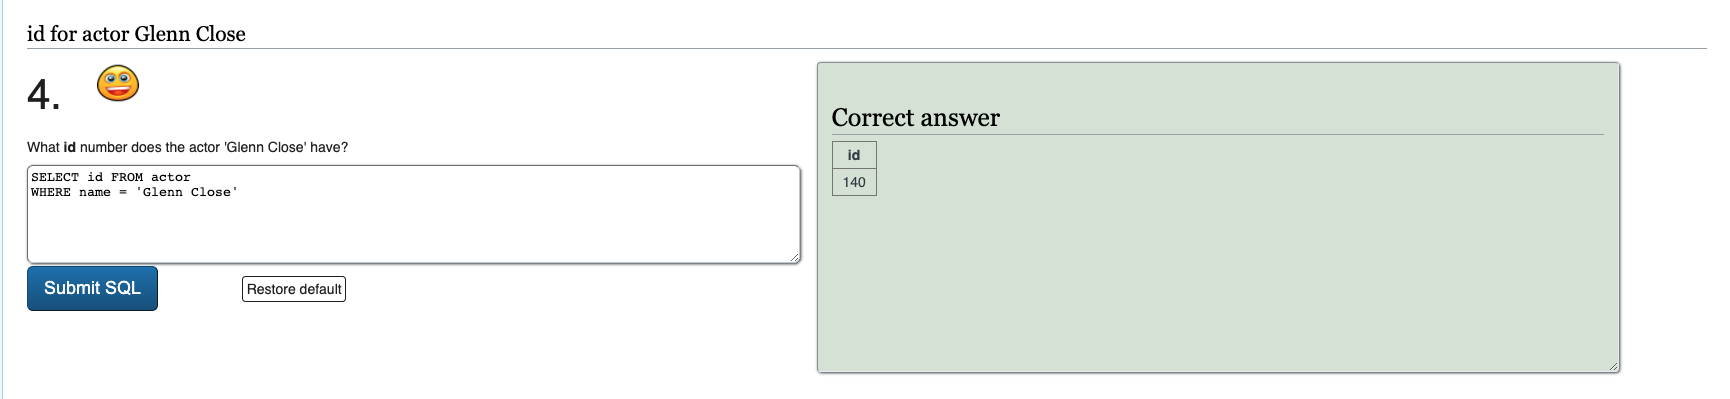 id for actor Glenn Close
4.
What id number does the actor 'Glenn Close' have?
SELECT id FROM actor
WHERE name = 'Glenn Close'
Submit SQL
Restore default
Correct answer
id
140